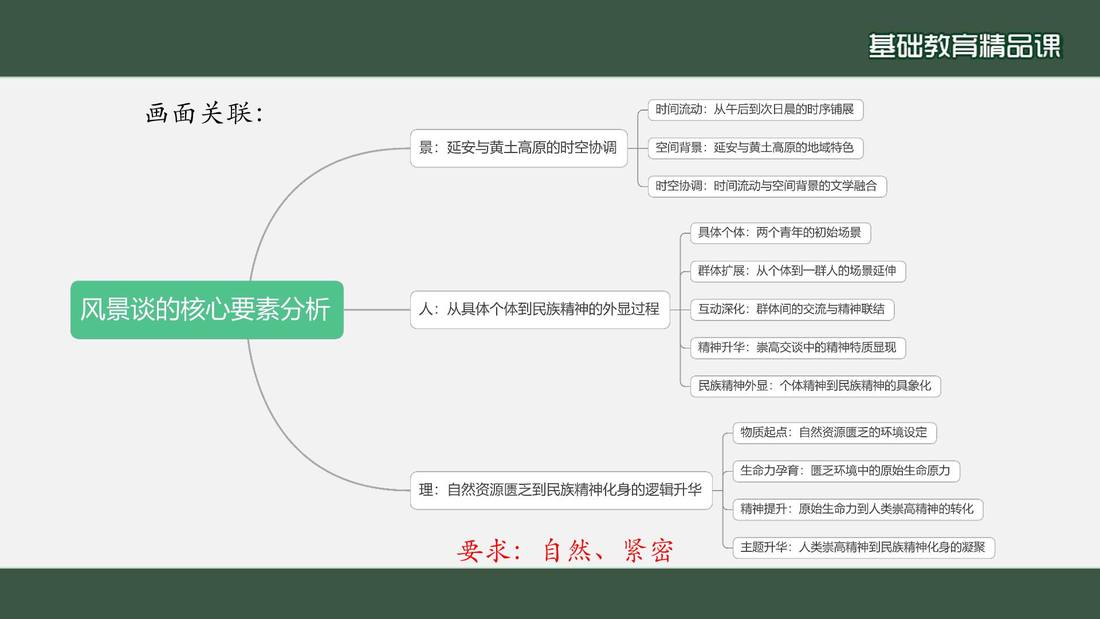 基础教育精品课
画面关联：
风景谈的核心要素分析
景：延安与黄土高原的时空协调
时间流动：从午后到次日晨的时序铺展
空间背景：延安与黄土高原的地域特色
时空协调：时间流动与空间背景的文学融合
人：从具体个体到民族精神的外显过程
具体个体：两个青年的初始场景
群体扩展：从个体到一群人的场景延伸
互动深化：群体间的交流与精神联结
精神升华：崇高交谈中的精神特质显现
民族精神外显：个体精神到民族精神的具象化
理：自然资源匮乏到民族精神化身的逻辑升华
物质起点：自然资源匮乏的环境设定
生命力孕育：匮乏环境中的原始生命原力
精神提升：原始生命力到人类崇高精神的转化
主题升华：人类崇高精神到民族精神化身的凝聚
要求：自然、紧密